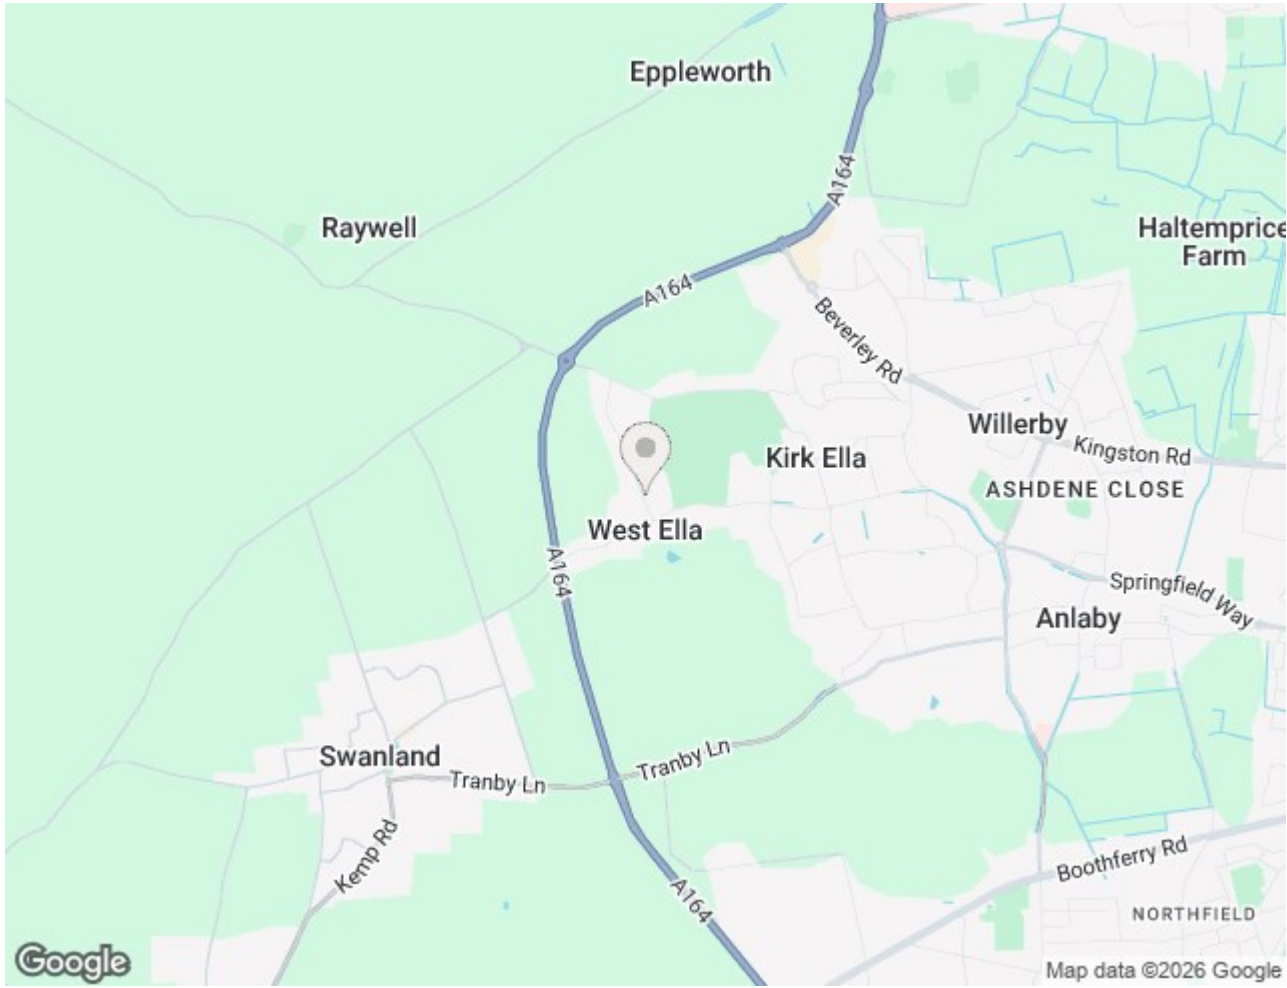 Eppleworth
A164
Raywell
Haltemprice
Farm
A164
Beverley Rd
Willerby
Kingston Rd
Kirk Ella
ASHDENE CLOSE
West Ella
A164
Springfield Way
Anlaby
Swanland
Tranby Ln
Tranby Ln
Kemp Rd
Boothferry Rd
A164
NORTHFIELD
Google
Map data ©2026 Google